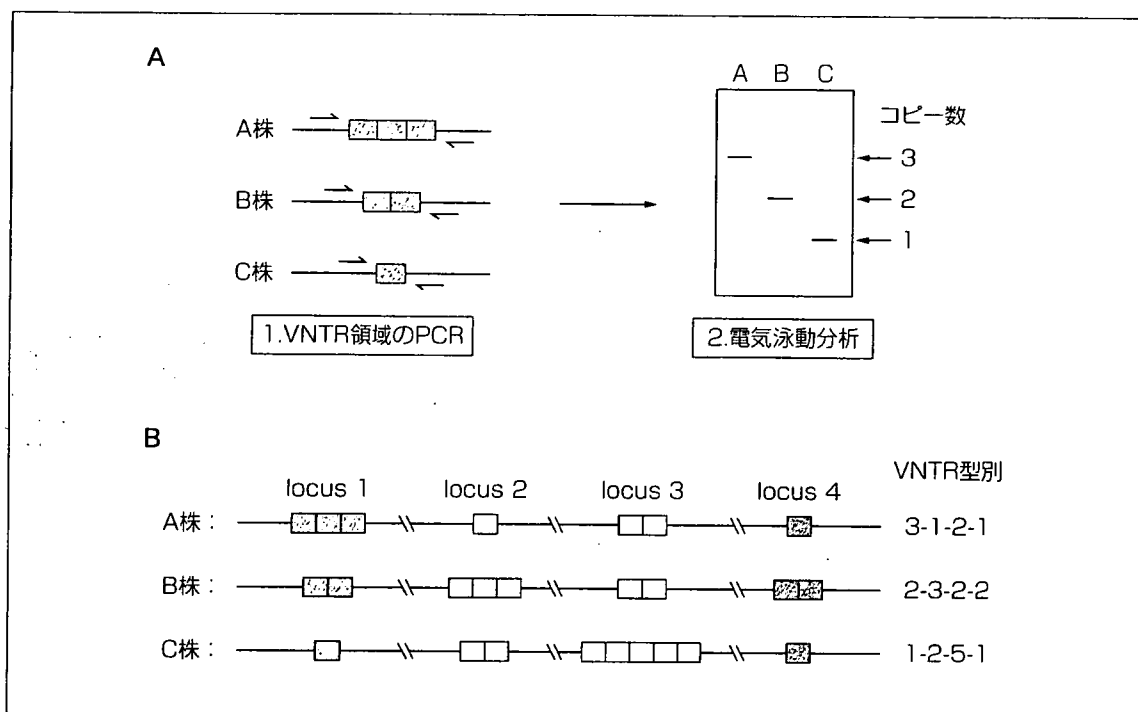 A
A B C
コピー数
A株
3
B株
2
C株
1
1.VNTR領域のPCR
2.電気泳動分析
B
VNTR型別
locus 1 locus 2 locus 3 locus 4
A株: 3-1-2-1
B株: 2-3-2-2
C株: 1-2-5-1